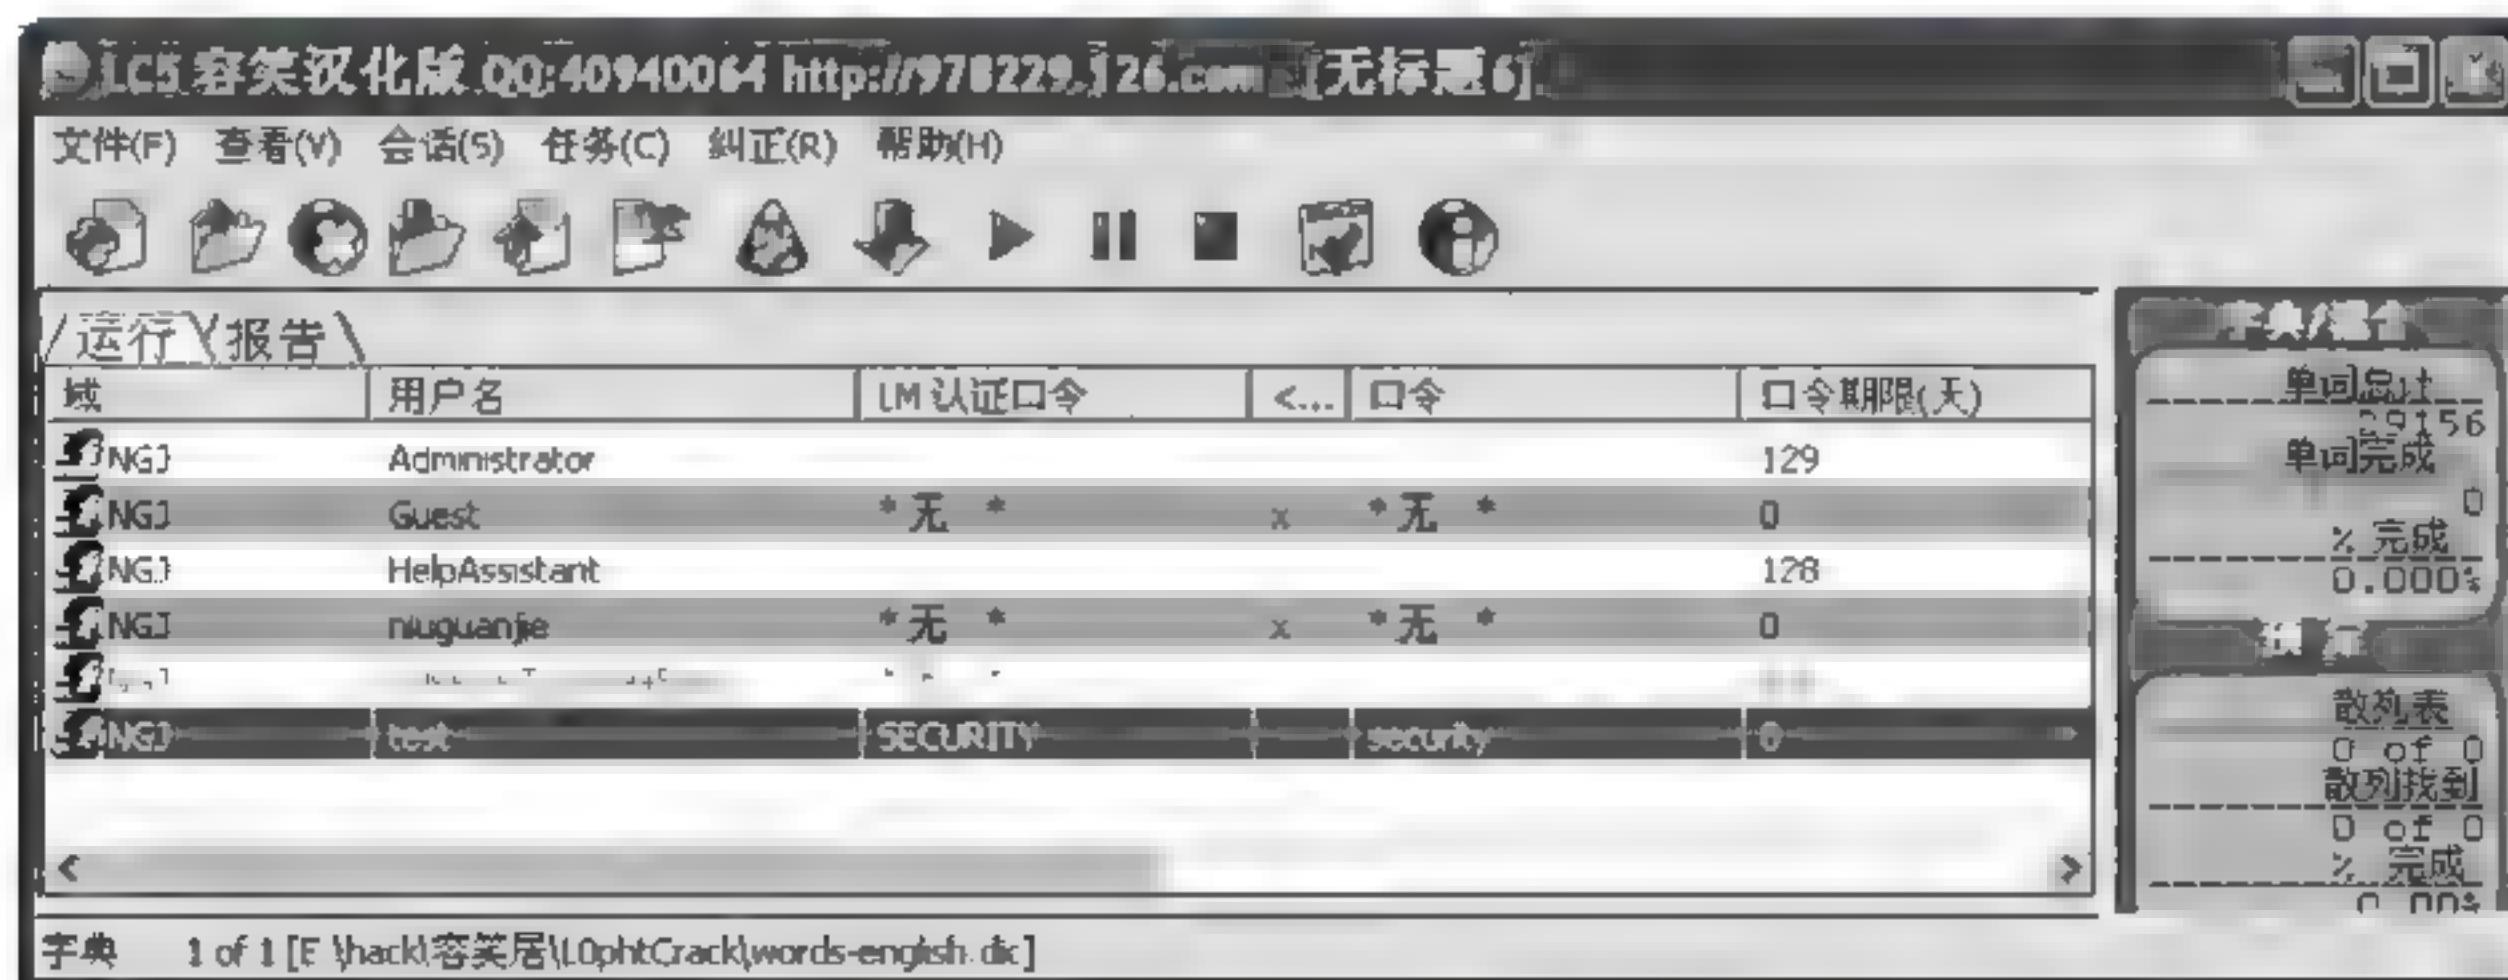 LC5 容笑汉化版 QQ:40940064 http://978229.126.com - [无标题6]
文件(F) 查看(V) 会话(S) 任务(C) 纠正(R) 帮助(H)
运行 报告
域 用户名 LM 认证口令 <... 口令 口令期限(天)
NGJ Administrator 129
NGJ Guest * 无 * x * 无 * 0
NGJ HelpAssistant 128
NGJ niuguanjie * 无 * x * 无 * 0
NGJ test SECURITY security 0
字典/混合
单词总计
29156
单词完成
0
% 完成
0.000%
散列表
0 of 0
散列找到
0 of 0
% 完成
字典 1 of 1 [E \hack\容笑居\L0phtCrack\words-english.dic]